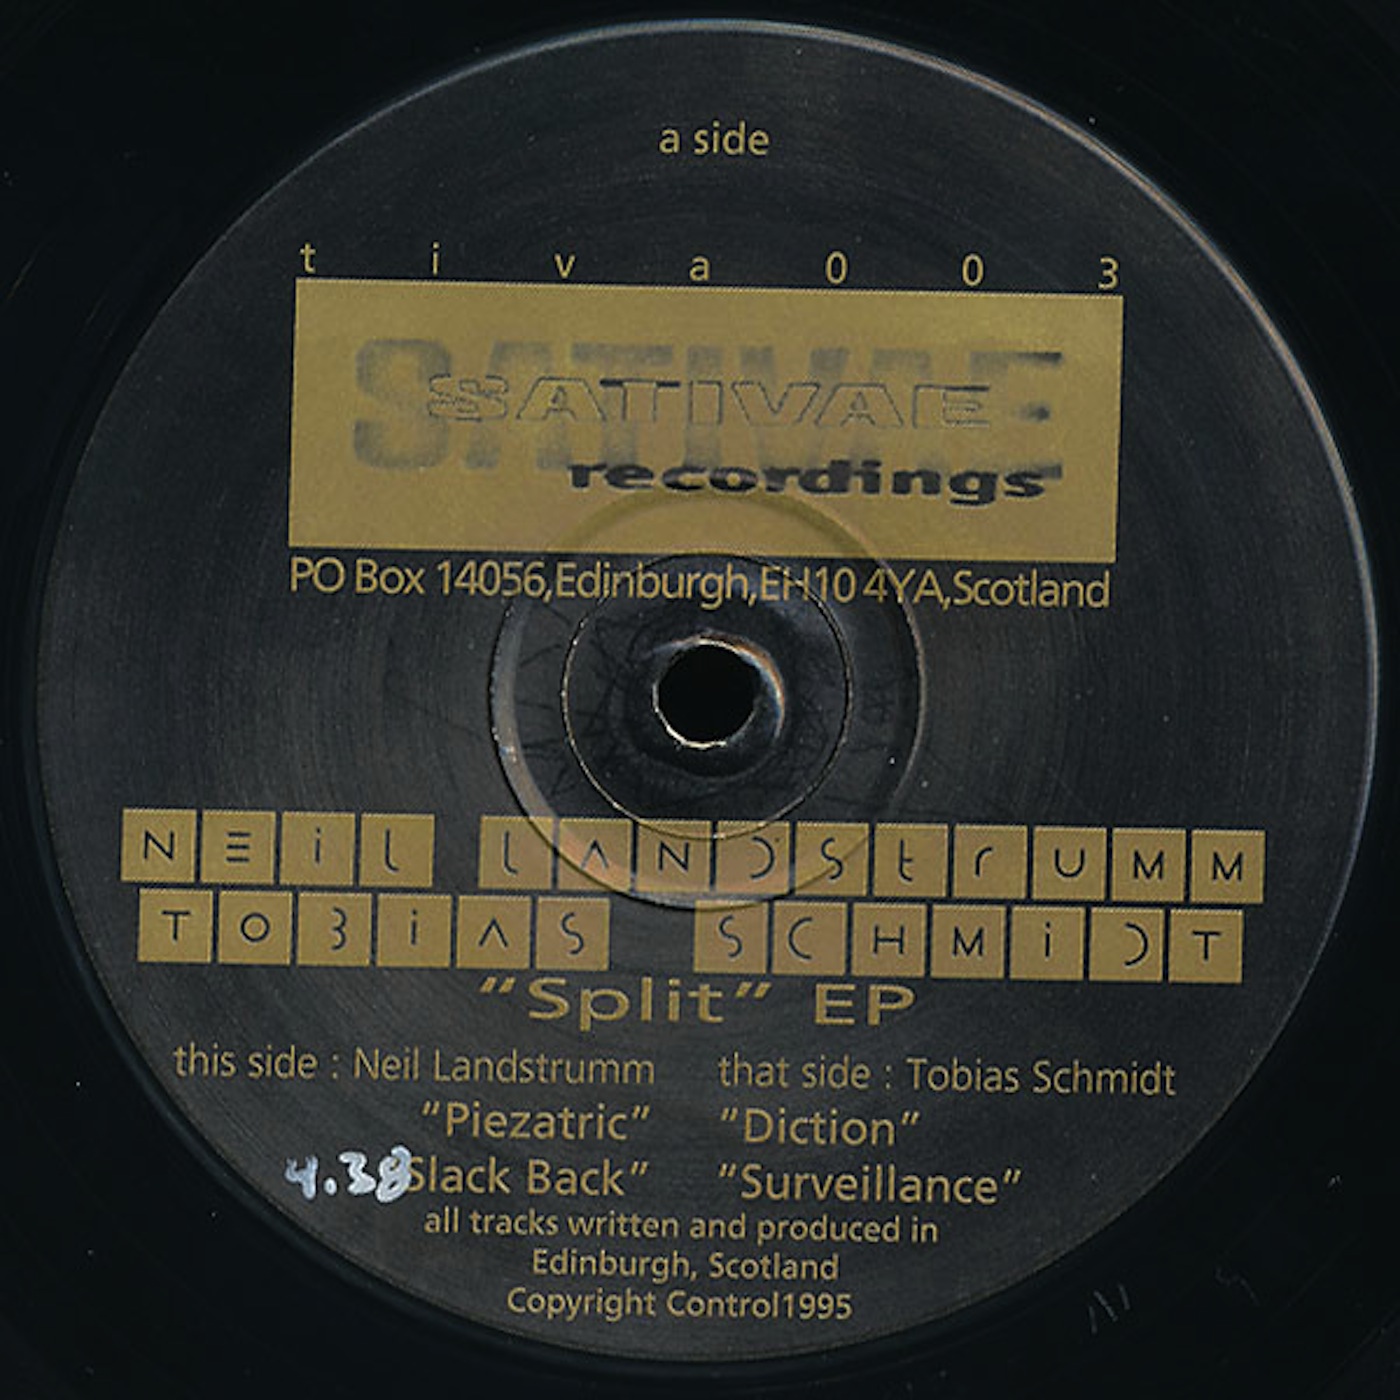 a side
t i v a 0 0 3
SATIVAE
SATIVAE
recordings
PO Box 14056,Edinburgh,EH10 4YA,Scotland
NEiL LANDStrUMM
TOBiAS SCHMiDT
“Split” EP
this side : Neil Landstrumm that side : Tobias Schmidt
“Piezatric” “Diction”
4.38 Slack Back” “Surveillance”
all tracks written and produced in
Edinburgh, Scotland
Copyright Control1995